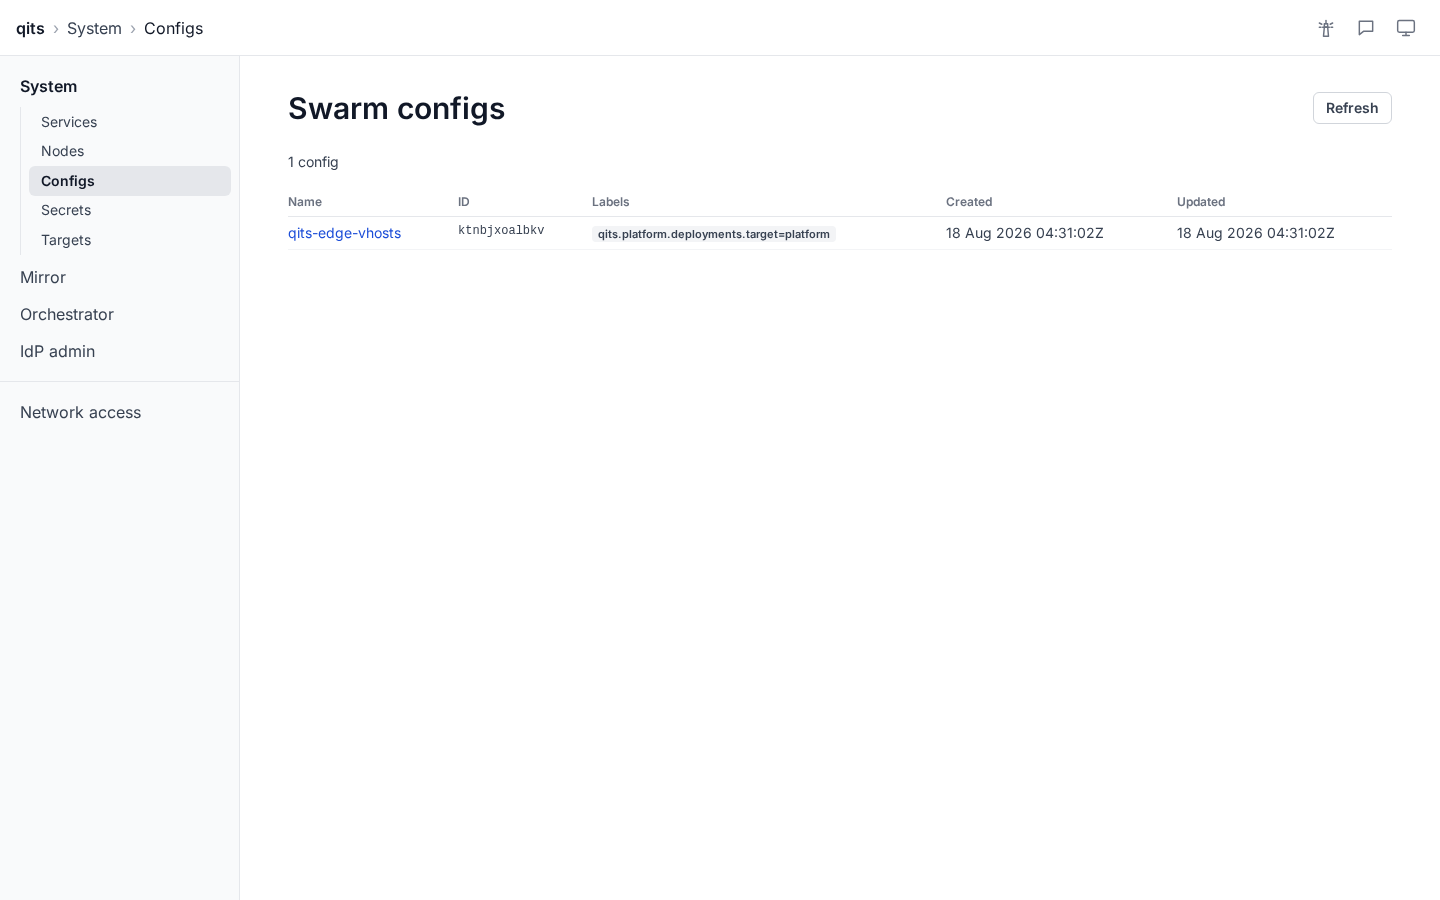 qits › System › Configs
System
Services
Nodes
Configs
Secrets
Targets
Mirror
Orchestrator
IdP admin
Network access
Swarm configs
Refresh
1 config
Name ID Labels Created Updated
qits-edge-vhosts ktnbjxoalbkv qits.platform.deployments.target=platform 18 Aug 2026 04:31:02Z 18 Aug 2026 04:31:02Z